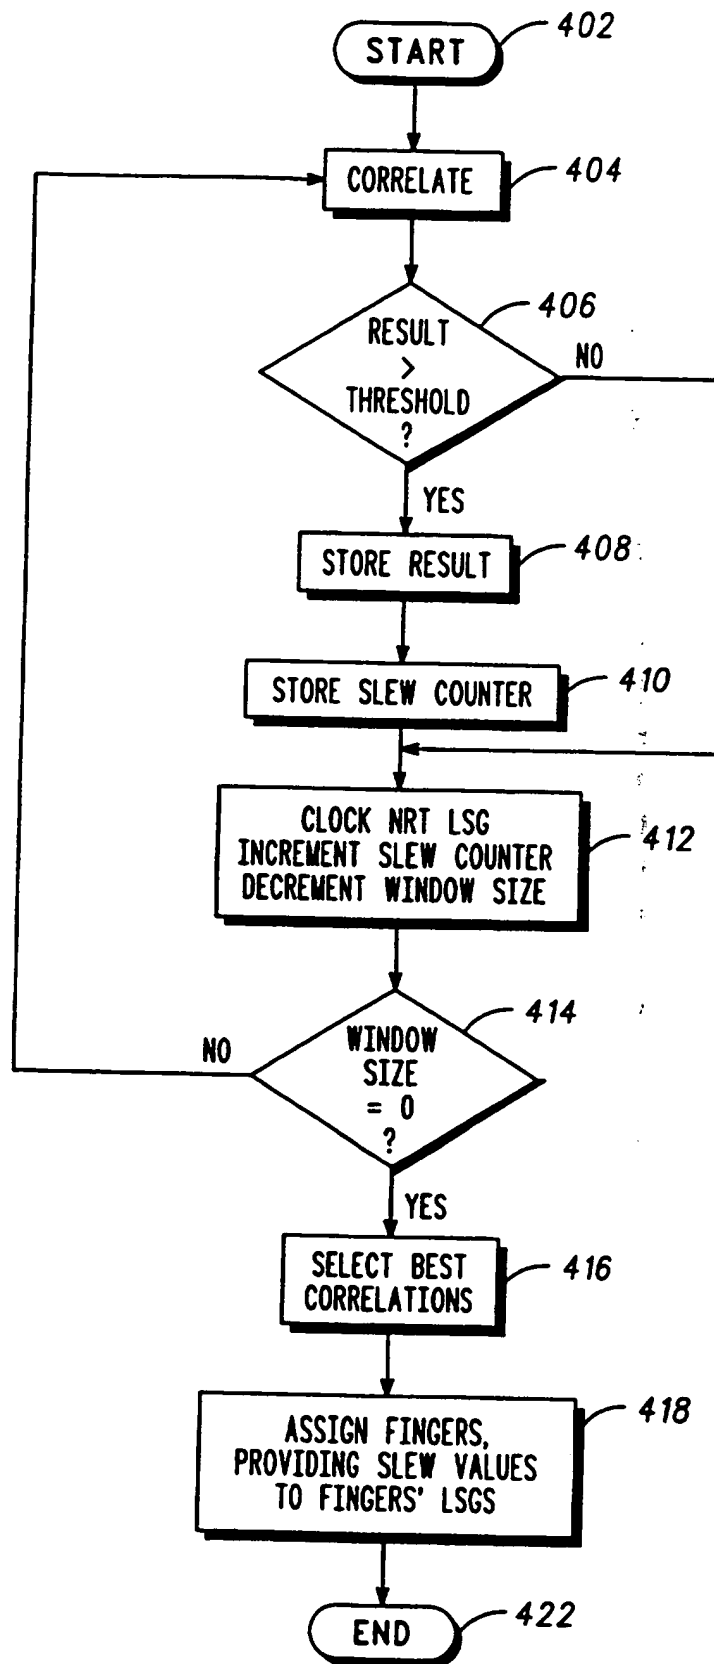 START
402
CORRELATE
404
406
RESULT
>
THRESHOLD
?
NO
YES
STORE RESULT
408
STORE SLEW COUNTER
410
CLOCK NRT LSG
INCREMENT SLEW COUNTER
DECREMENT WINDOW SIZE
412
414
NO
WINDOW
SIZE
= 0
?
YES
SELECT BEST
CORRELATIONS
416
ASSIGN FINGERS,
PROVIDING SLEW VALUES
TO FINGERS' LSGS
418
END
422